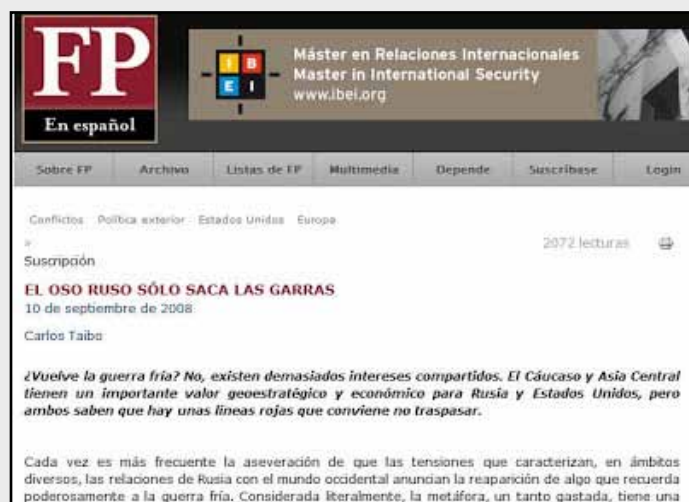 FP
En español
I B
E I
Máster en Relaciones Internacionales
Master in International Security
www.ibei.org
Sobre FP Archivo Listas de FP Multimedia Depende Suscríbase Login
Conflictos Política exterior Estados Unidos Europa
»
2072 lecturas
Suscripción
EL OSO RUSO SÓLO SACA LAS GARRAS
10 de septiembre de 2008
Carlos Taibo
¿Vuelve la guerra fría? No, existen demasiados intereses compartidos. El Cáucaso y Asia Central
tienen un importante valor geoestratégico y económico para Rusia y Estados Unidos, pero
ambos saben que hay unas líneas rojas que conviene no traspasar.
Cada vez es más frecuente la aseveración de que las tensiones que caracterizan, en ámbitos
diversos, las relaciones de Rusia con el mundo occidental anuncian la reaparición de algo que recuerda
poderosamente a la guerra fría. Considerada literalmente, la metáfora, un tanto gastada, tiene una